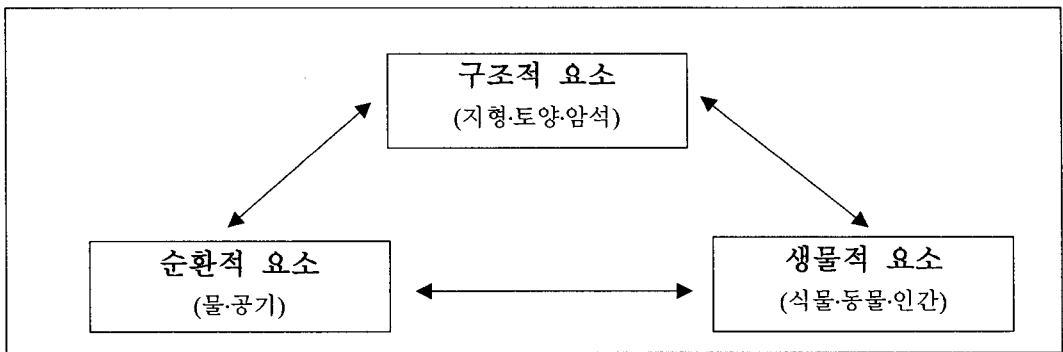 구조적 요소
(지형·토양·암석)
순환적 요소
(물·공기)
생물적 요소
(식물·동물·인간)